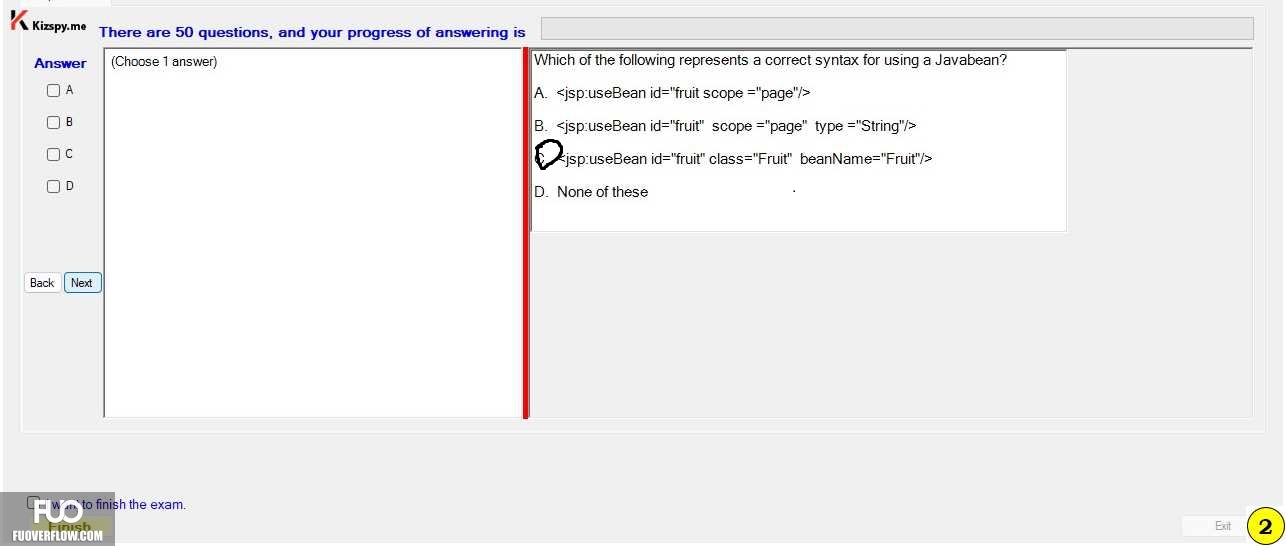 Kizspy.me
There are 50 questions, and your progress of answering is
Answer
(Choose 1 answer)
A
B
C
D
Back
Next
Which of the following represents a correct syntax for using a Javabean?
A. <jsp:useBean id="fruit scope ="page"/>
B. <jsp:useBean id="fruit" scope ="page" type ="String"/>
C. <jsp:useBean id="fruit" class="Fruit" beanName="Fruit"/>
D. None of these
I want to finish the exam.
Finish
FUO
FUOVERFLOW.COM
Exit
2